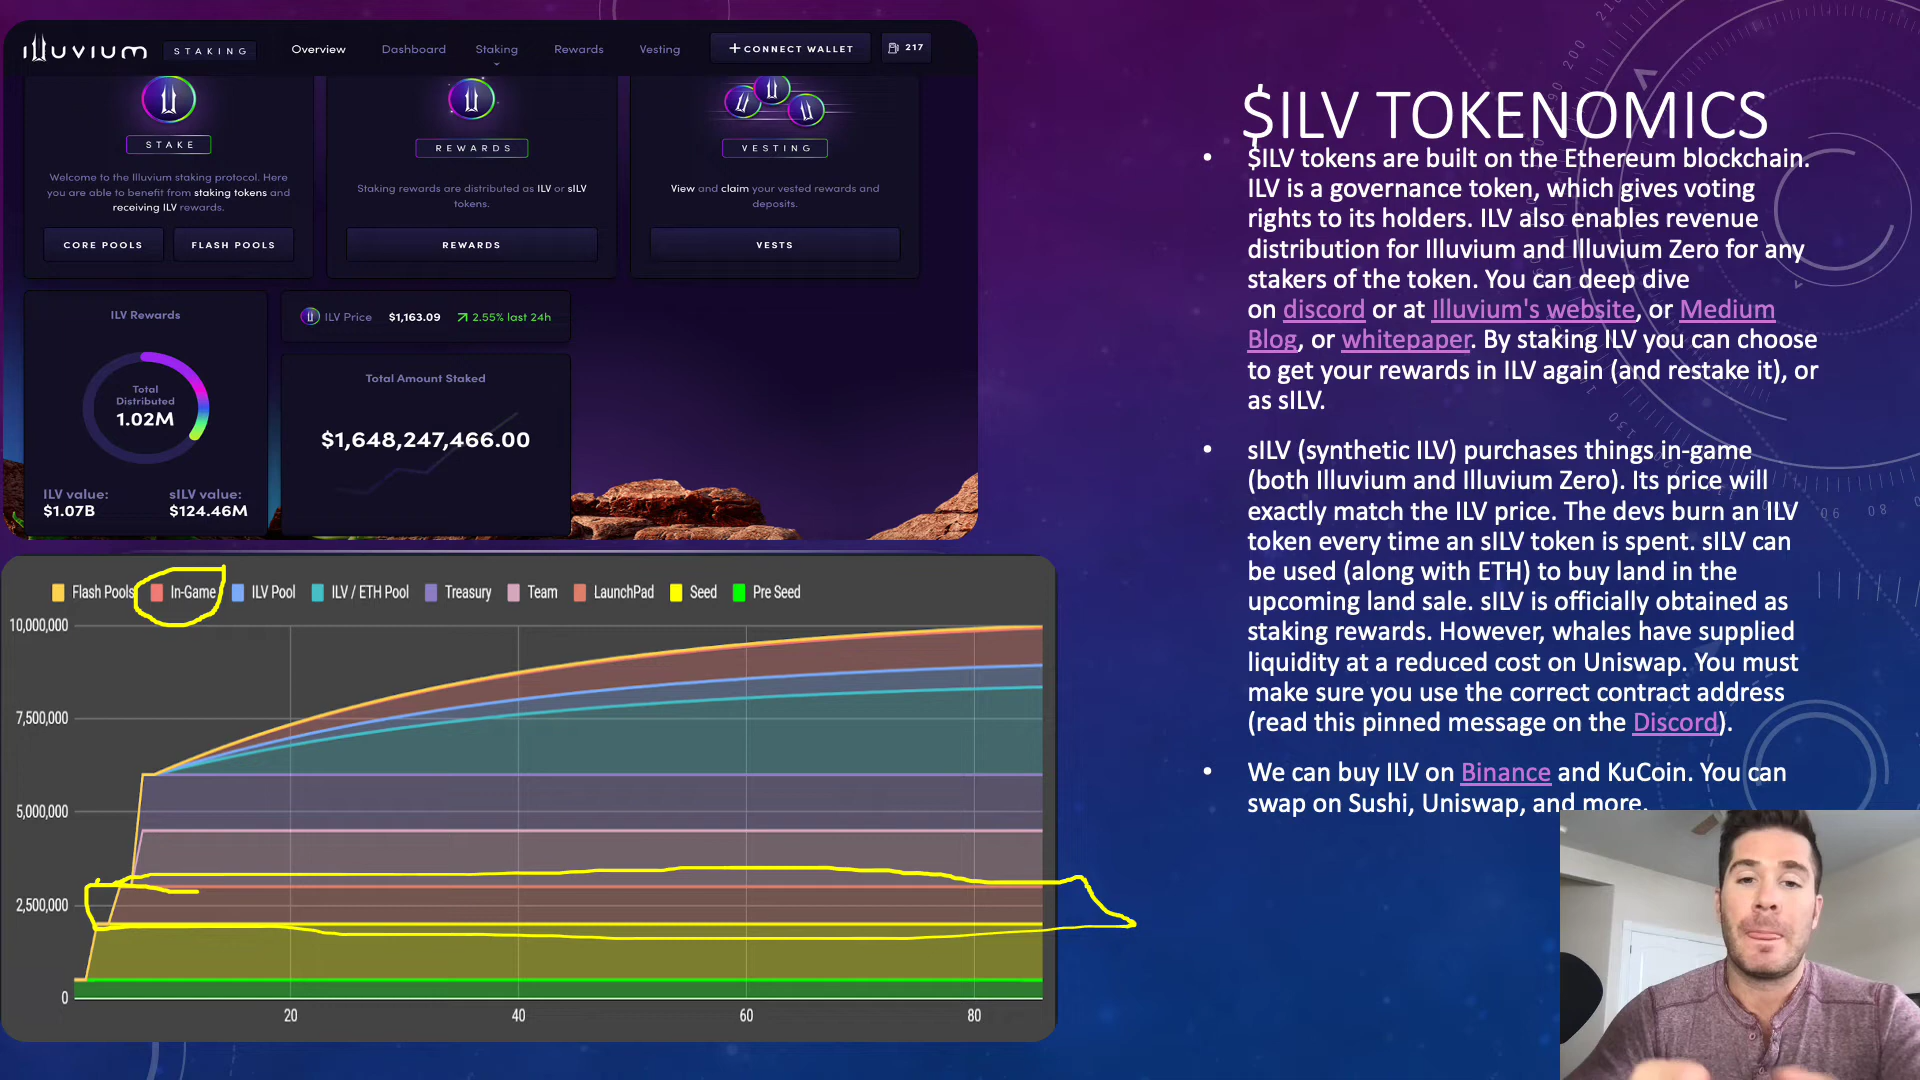 ılluvium STAKING Overview Dashboard Staking Rewards Vesting +CONNECT WALLET 217
STAKE
Welcome to the Illuvium staking protocol. Here
you are able to benefit from staking tokens and
receiving ILV rewards.
CORE POOLS FLASH POOLS
REWARDS
Staking rewards are distributed as ILV or sILV
tokens.
REWARDS
VESTING
View and claim your vested rewards and
deposits.
VESTS
ILV Rewards
Total
Distributed
1.02M
ILV value: sILV value:
$1.07B $124.46M
ILV Price $1,163.09 2.55% last 24h
Total Amount Staked
$1,648,247,466.00
Flash Pools In-Game ILV Pool ILV / ETH Pool Treasury Team LaunchPad Seed Pre Seed
10,000,000
7,500,000
5,000,000
2,500,000
0
20 40 60 80
$ILV TOKENOMICS
• $ILV tokens are built on the Ethereum blockchain.
ILV is a governance token, which gives voting
rights to its holders. ILV also enables revenue
distribution for Illuvium and Illuvium Zero for any
stakers of the token. You can deep dive
on discord or at Illuvium's website, or Medium
Blog, or whitepaper. By staking ILV you can choose
to get your rewards in ILV again (and restake it), or
as sILV.
• sILV (synthetic ILV) purchases things in-game
(both Illuvium and Illuvium Zero). Its price will
exactly match the ILV price. The devs burn an ILV
token every time an sILV token is spent. sILV can
be used (along with ETH) to buy land in the
upcoming land sale. sILV is officially obtained as
staking rewards. However, whales have supplied
liquidity at a reduced cost on Uniswap. You must
make sure you use the correct contract address
(read this pinned message on the Discord).
• We can buy ILV on Binance and KuCoin. You can
swap on Sushi, Uniswap, and more.